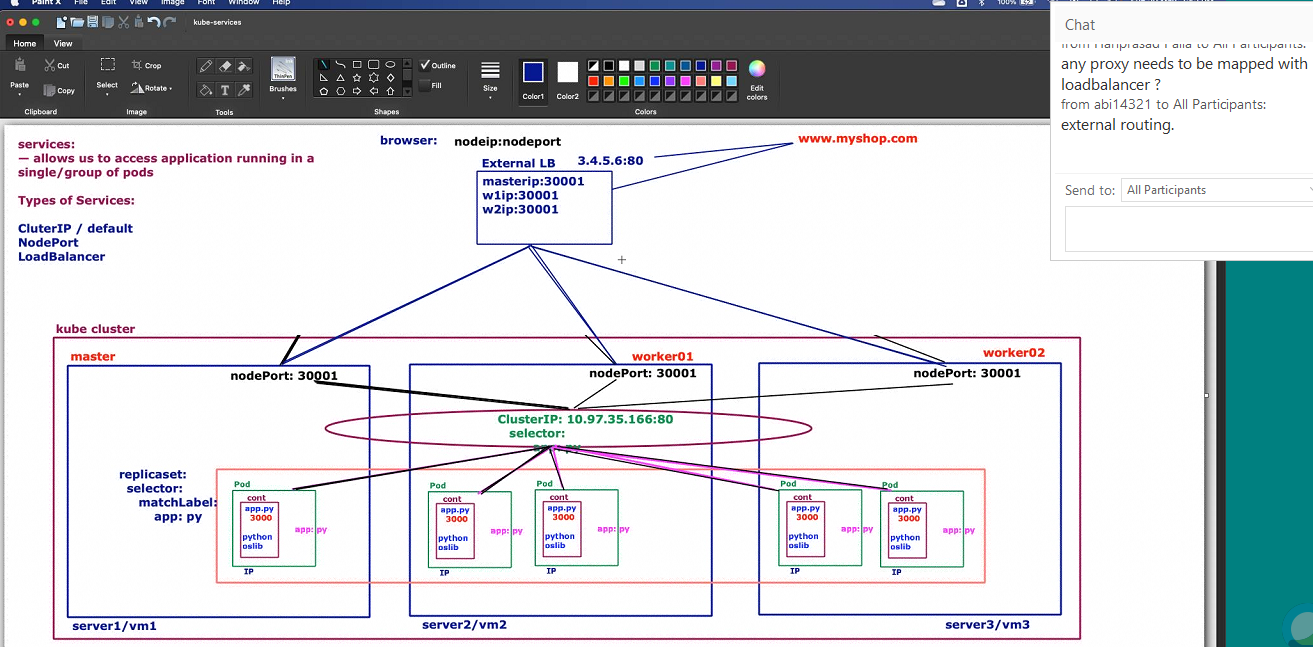 Paint X File Edit View Image Font Window Help
100%
kube-services
Home View
Paste
Cut
Copy
Clipboard
Select
Crop
Rotate
Image
Tools
ThinPen
Brushes
Outline
Fill
Shapes
Size
Color1
Color2
Edit
colors
Colors
Chat
to All Participants:
any proxy needs to be mapped with
loadbalancer ?
from abi14321 to All Participants:
external routing.
Send to: All Participants
services:
— allows us to access application running in a
single/group of pods
Types of Services:
CluterIP / default
NodePort
LoadBalancer
browser: nodeip:nodeport
www.myshop.com
External LB 3.4.5.6:80
masterip:30001
w1ip:30001
w2ip:30001
kube cluster
master
worker01
worker02
nodePort: 30001
nodePort: 30001
nodePort: 30001
ClusterIP: 10.97.35.166:80
selector:
replicaset:
selector:
matchLabel:
app: py
Pod
cont
app.py
3000
python
oslib
app: py
IP
Pod
cont
app.py
3000
python
oslib
app: py
IP
Pod
cont
app.py
3000
python
oslib
app: py
IP
Pod
cont
app.py
3000
python
oslib
app: py
IP
Pod
cont
app.py
3000
python
oslib
app: py
IP
server1/vm1
server2/vm2
server3/vm3